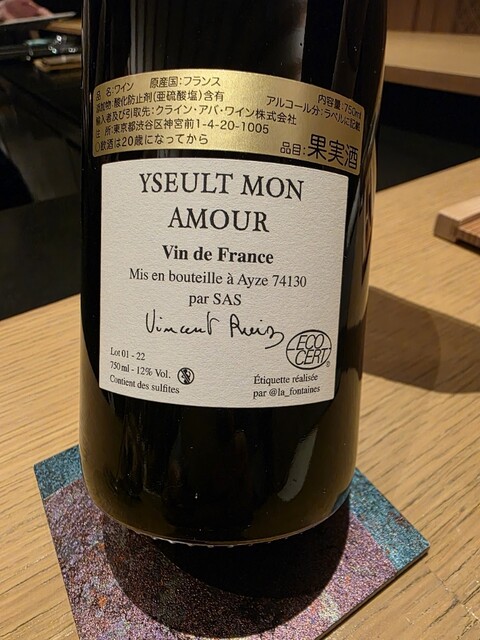 品名:ワイン 原産国:フランス 内容量:750ml
添加物:酸化防止剤(亜硫酸塩)含有 アルコール分:ラベルに記載
輸入者及び引取先:クライン・アバ・ワイン株式会社
住所:東京都渋谷区神宮前1-4-20-1005
飲酒は20歳になってから 品目:果実酒
YSEULT MON
AMOUR
Vin de France
Mis en bouteille à Ayze 74130
par SAS
Vincent Ruiz
ECO
CERT
Lot 01 - 22
750 ml - 12% Vol.
Contient des sulfites
Étiquette réalisée
par @la_fontaines